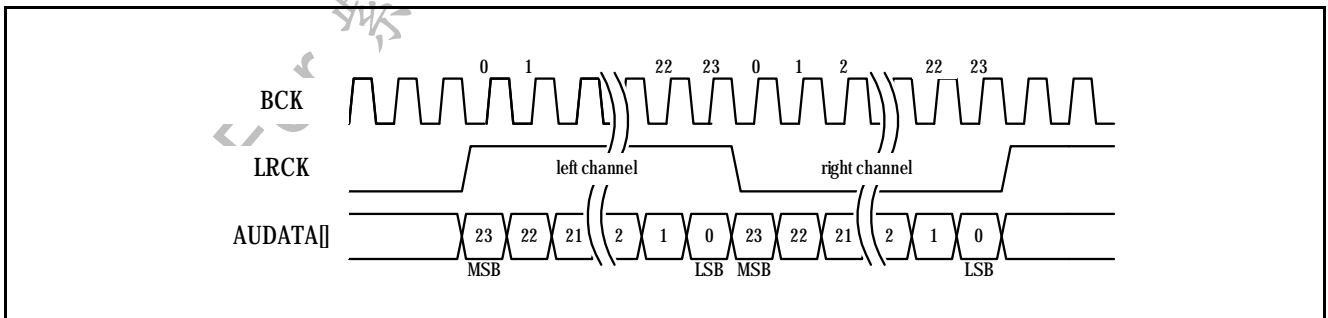 0 1 22 23 0 1 2 22 23
BCK
LRCK left channel right channel
AUDATA[] 23 22 21 2 1 0 23 22 21 2 1 0
MSB LSB MSB LSB